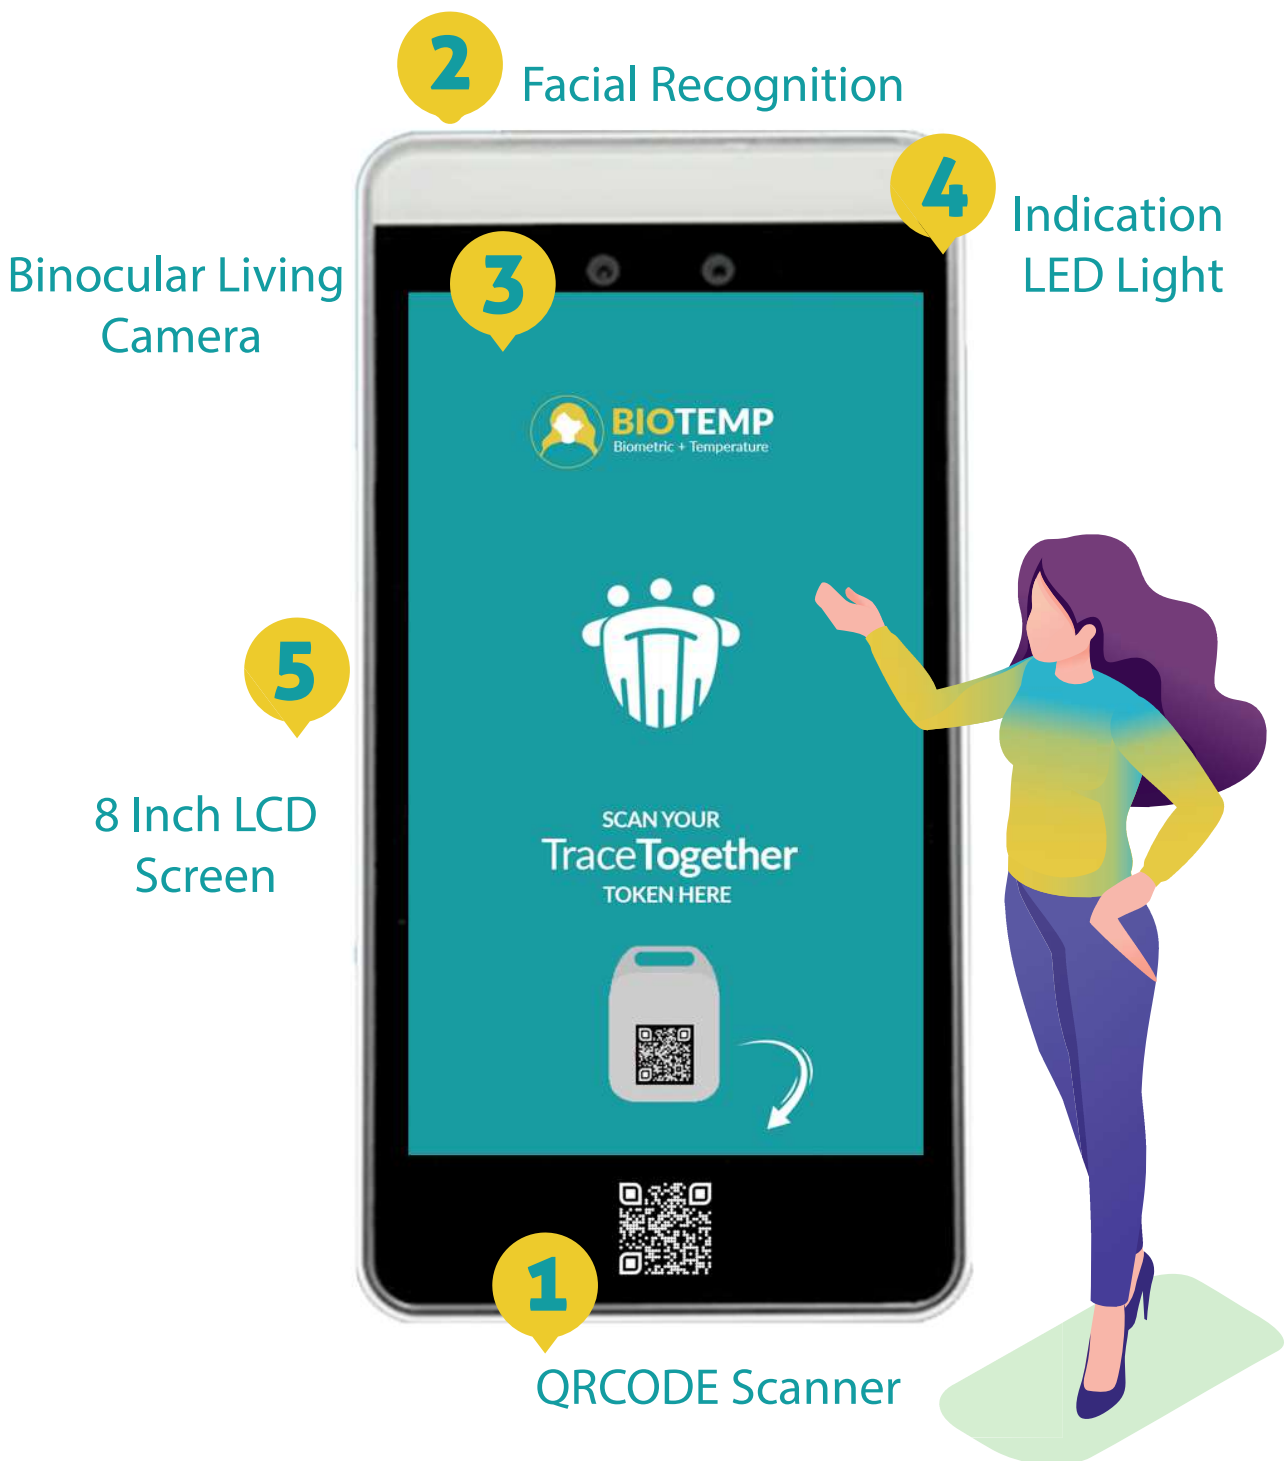 2
Facial Recognition
4
Indication
LED Light
3
Binocular Living
Camera
BIOTEMP
Biometric + Temperature
5
8 Inch LCD
Screen
SCAN YOUR
TraceTogether
TOKEN HERE
1
QRCODE Scanner